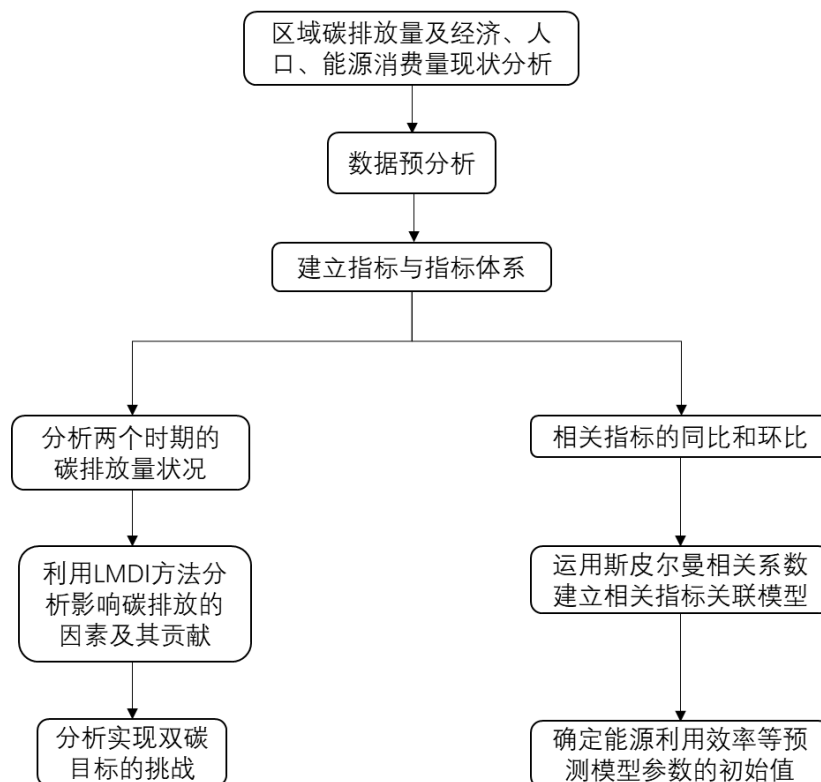 区域碳排放量及经济、人
口、能源消费量现状分析
数据预分析
建立指标与指标体系
分析两个时期的
碳排放量状况
利用LMDI方法分
析影响碳排放的
因素及其贡献
分析实现双碳
目标的挑战
相关指标的同比和环比
运用斯皮尔曼相关系数
建立相关指标关联模型
确定能源利用效率等预
测模型参数的初始值